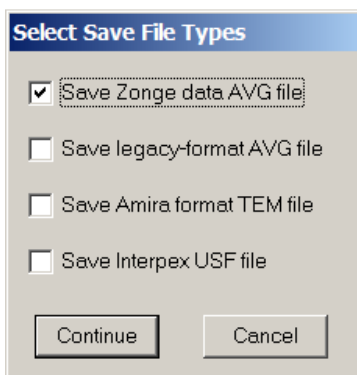 Select Save File Types
Save Zonge data AVG file
Save legacy-format AVG file
Save Amira format TEM file
Save Interpex USF file
Continue Cancel